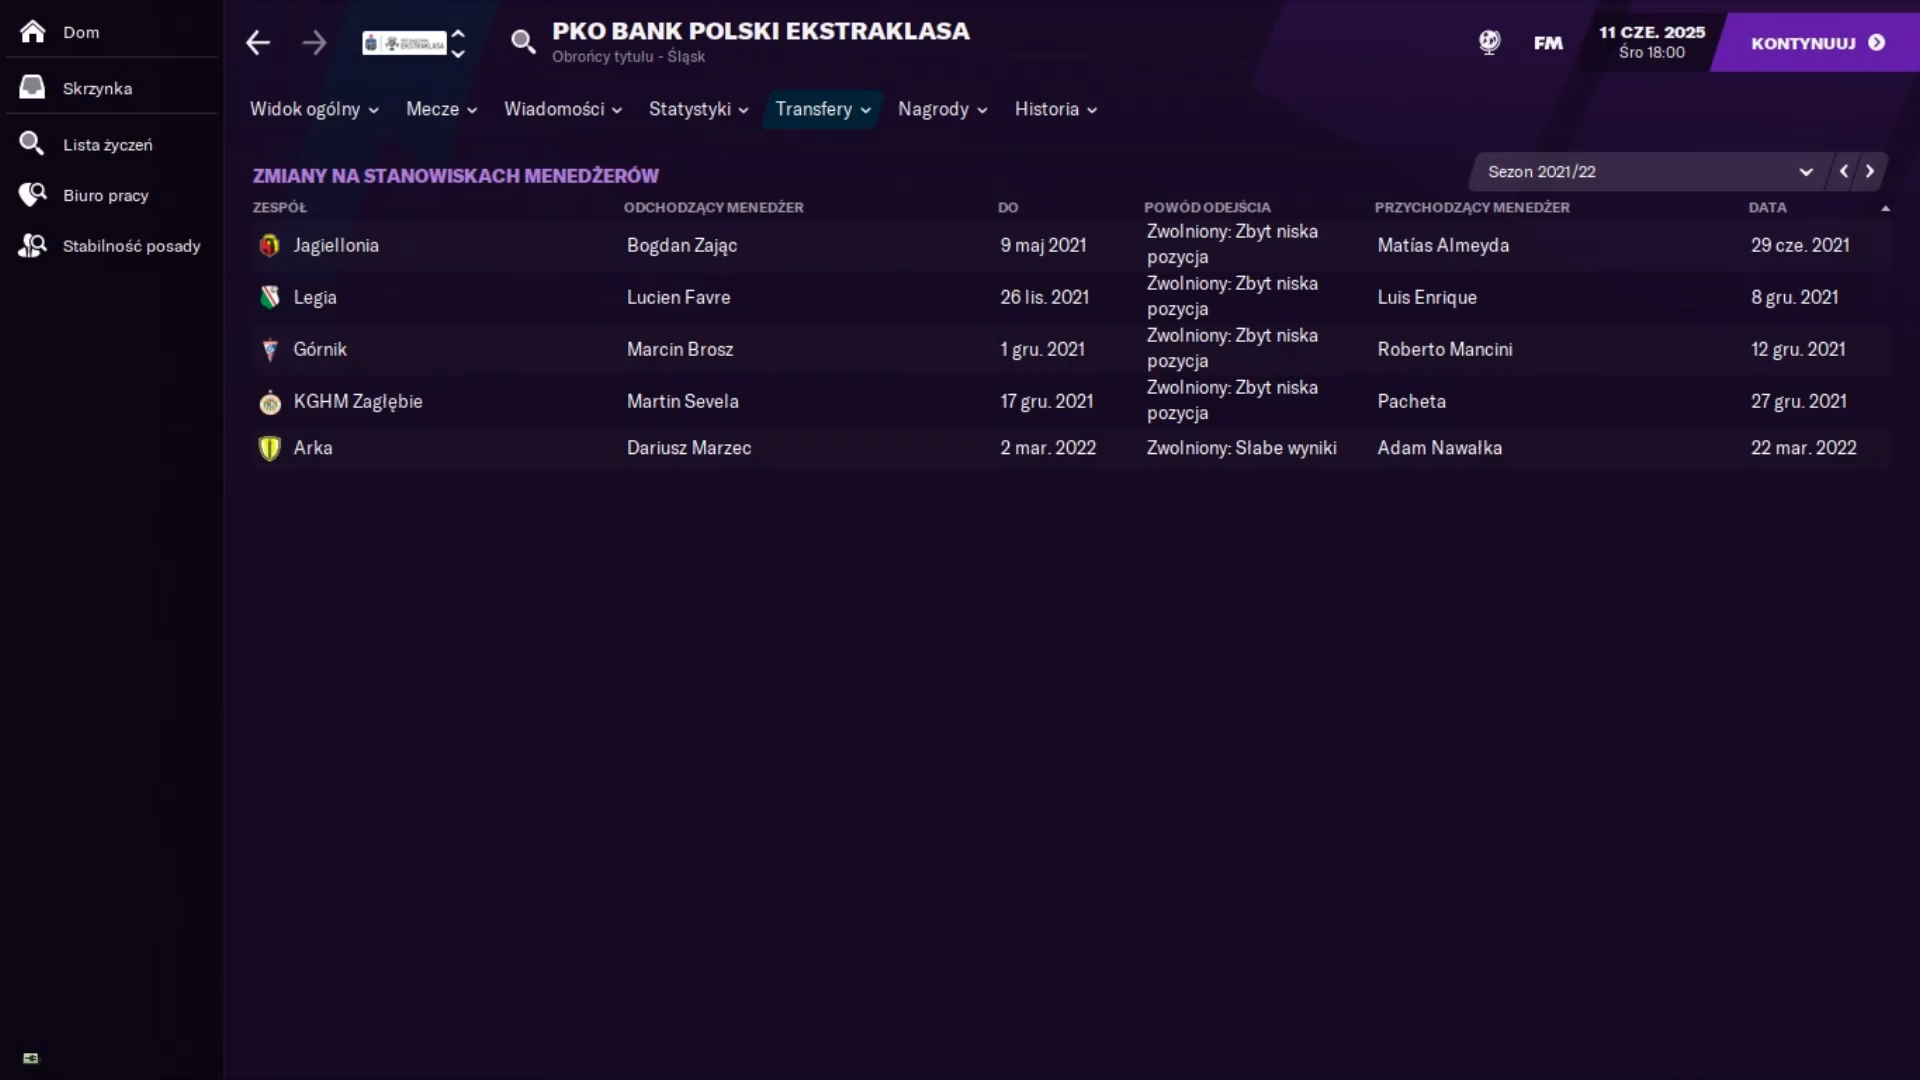 Dom
Skrzynka
Lista życzeń
Biuro pracy
Stabilność posady
PKO BANK POLSKI EKSTRAKLASA
Obrońcy tytułu - Śląsk
FM
11 CZE. 2025
Śro 18:00
KONTYNUUJ
Widok ogólny
Mecze
Wiadomości
Statystyki
Transfery
Nagrody
Historia
ZMIANY NA STANOWISKACH MENEDŻERÓW
Sezon 2021/22
ZESPÓŁ ODCHODZĄCY MENEDŻER DO POWÓD ODEJŚCIA PRZYCHODZĄCY MENEDŻER DATA
Jagiellonia Bogdan Zając 9 maj 2021 Zwolniony: Zbyt niska pozycja Matías Almeyda 29 cze. 2021
Legia Lucien Favre 26 lis. 2021 Zwolniony: Zbyt niska pozycja Luis Enrique 8 gru. 2021
Górnik Marcin Brosz 1 gru. 2021 Zwolniony: Zbyt niska pozycja Roberto Mancini 12 gru. 2021
KGHM Zagłębie Martin Sevela 17 gru. 2021 Zwolniony: Zbyt niska pozycja Pacheta 27 gru. 2021
Arka Dariusz Marzec 2 mar. 2022 Zwolniony: Słabe wyniki Adam Nawałka 22 mar. 2022